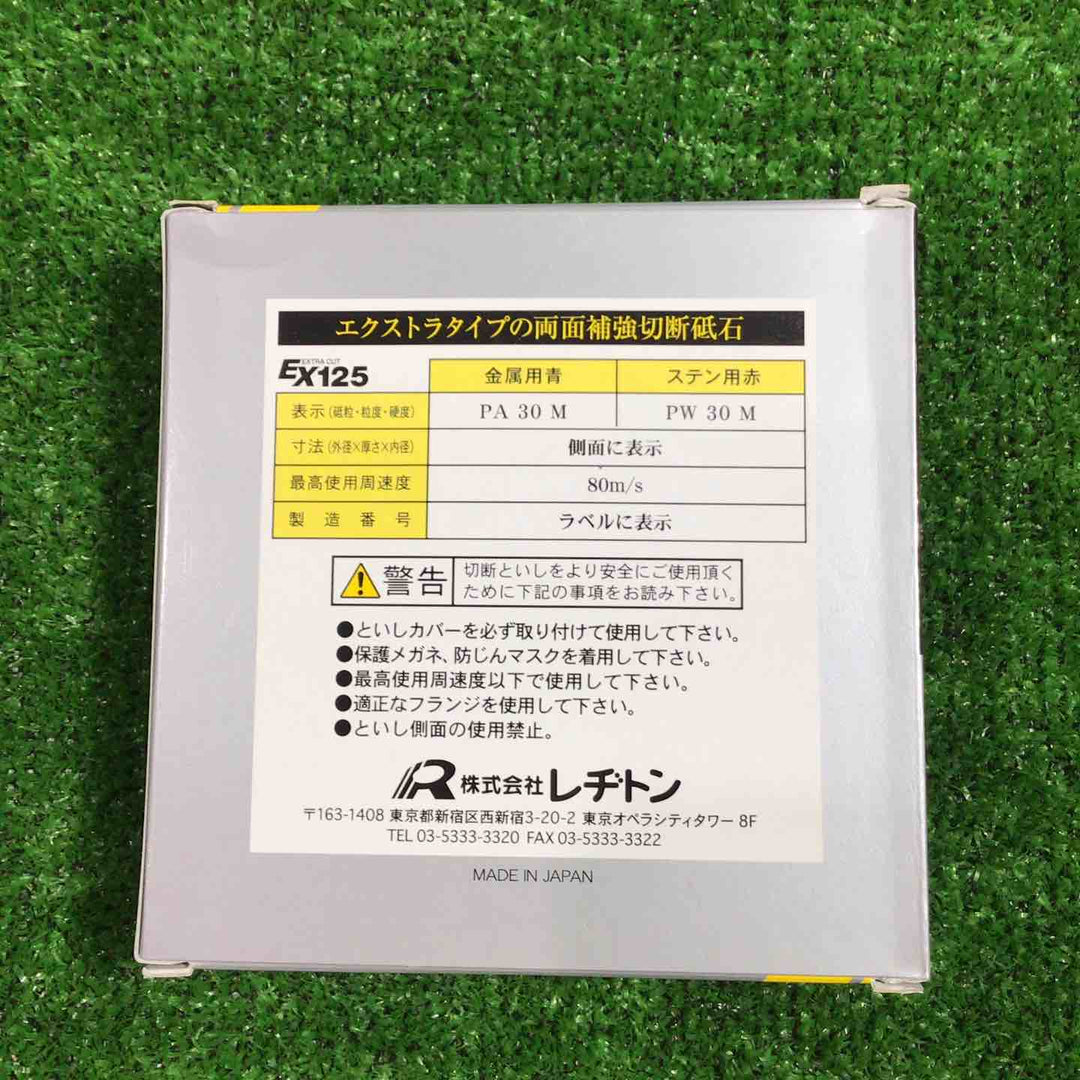 エクストラタイプの両面補強切断砥石
EXTRA CUT
EX125
金属用青 ステン用赤
表示(砥粒・粒度・硬度) PA 30 M PW 30 M
寸法(外径×厚さ×内径) 側面に表示
最高使用周速度 80m/s
製造番号 ラベルに表示
警告
切断といしをより安全にご使用頂く
ために下記の事項をお読み下さい。
●といしカバーを必ず取り付けて使用して下さい。
●保護メガネ、防じんマスクを着用して下さい。
●最高使用周速度以下で使用して下さい。
●適正なフランジを使用して下さい。
●といし側面の使用禁止。
R 株式会社 レヂトン
〒163-1408 東京都新宿区西新宿3-20-2 東京オペラシティタワー 8F
TEL 03-5333-3320 FAX 03-5333-3322
MADE IN JAPAN